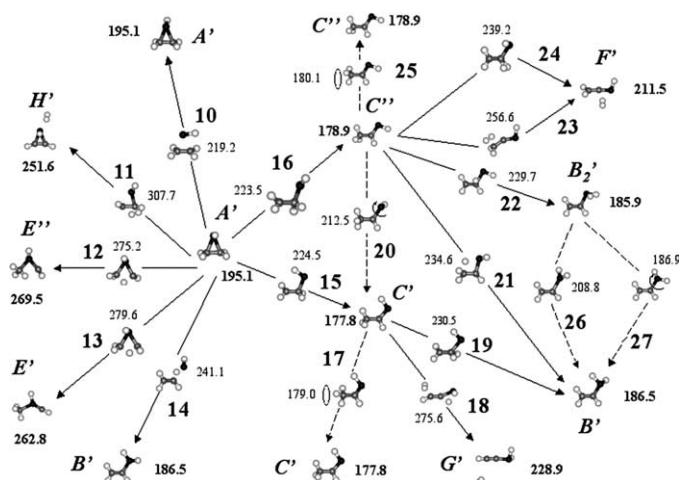 C'' 178.9
195.1 A'
239.2 24
180.1 25
F' 211.5
H' 10 C''
256.6 23
219.2 178.9
251.6 11 16
307.7 229.7 22 B₂' 185.9
E'' 12 275.2 A' 223.5
212.5 20 186.9
269.5 195.1 224.5 15 234.6 21 208.8
279.6 C' 26 27
13 177.8 230.5
E' 241.1 17 19
262.8 14 179.0 275.6 18 B' 186.5
B' 186.5 C' 177.8 G' 228.9